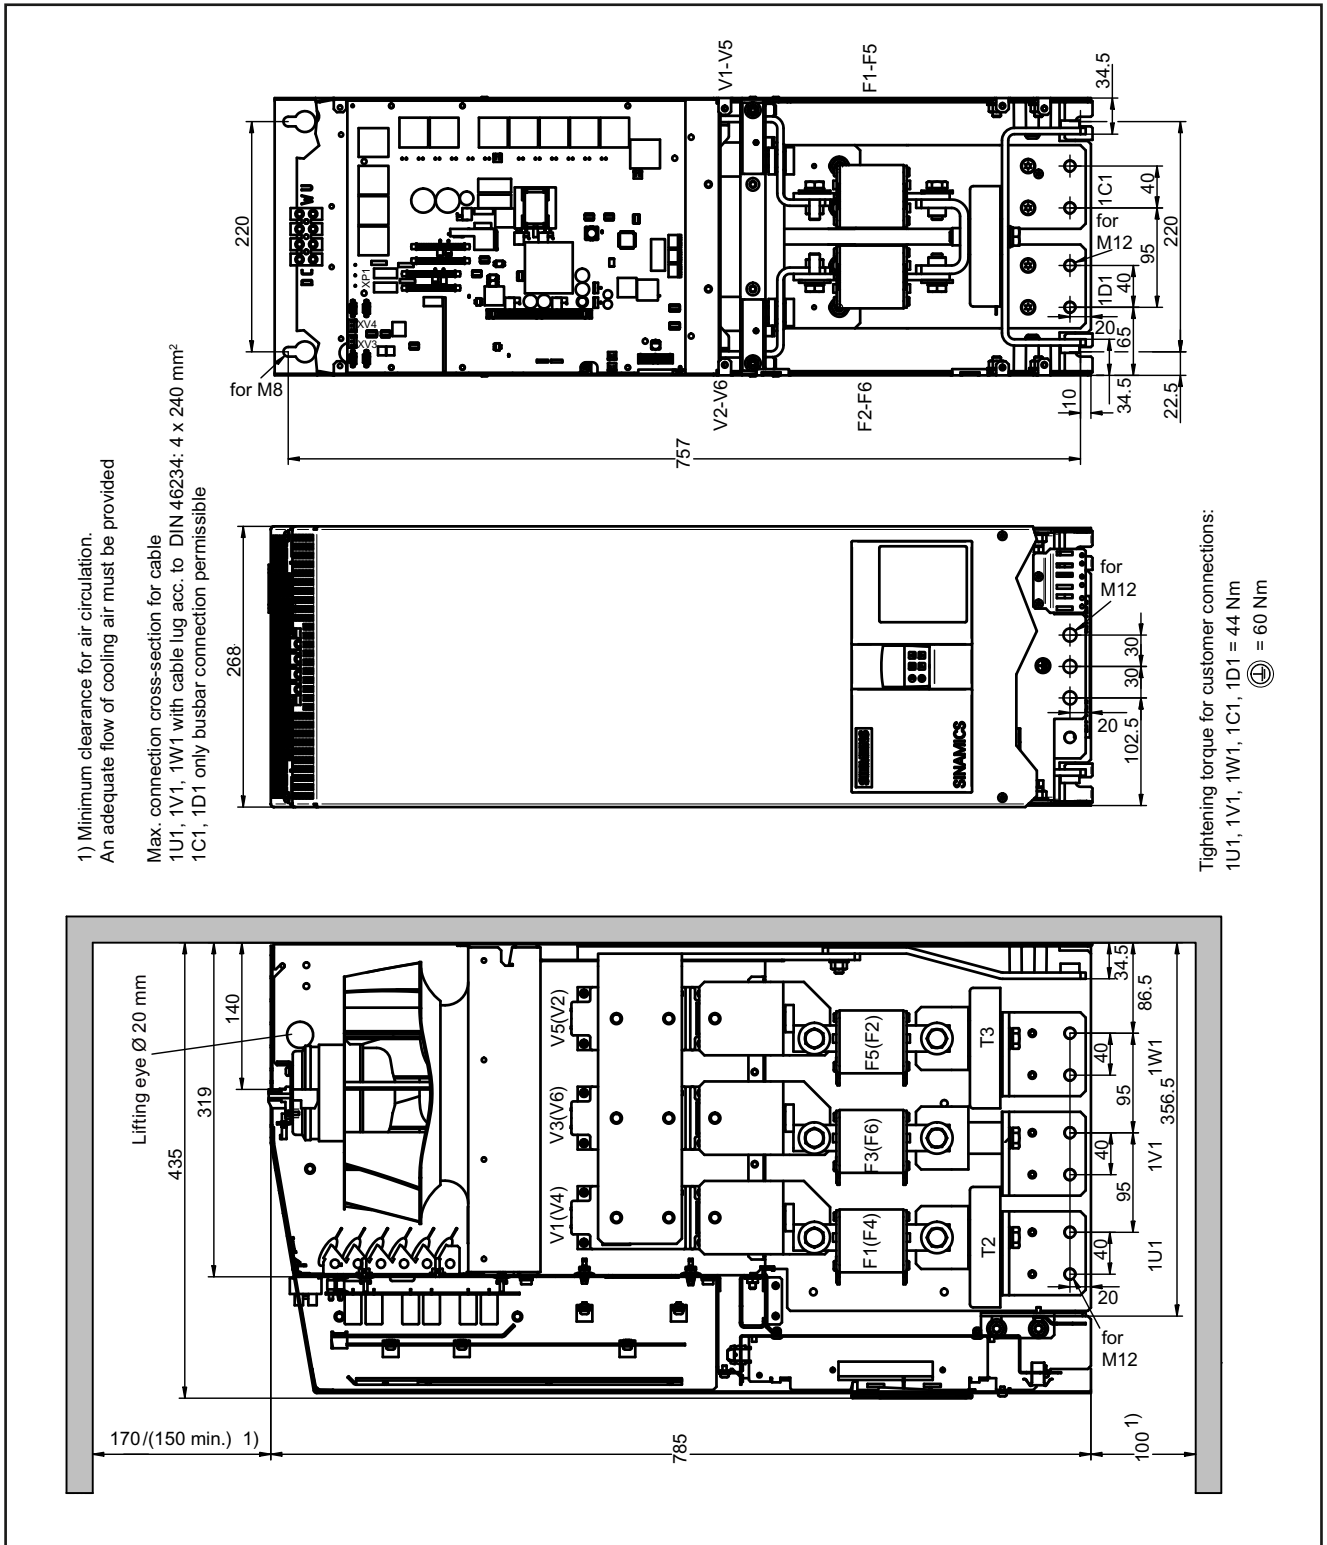 V1-V5
F1-F5
34.5
220
U
W
C
D
XP1
XV4
XV3
for M8
1C1
40
for
M12
95
220
1D1
40
20
65
10
34.5
22.5
V2-V6
F2-F6
757
1) Minimum clearance for air circulation.
An adequate flow of cooling air must be provided
Max. connection cross-section for cable
1U1, 1V1, 1W1 with cable lug acc. to DIN 46234: 4 x 240 mm²
1C1, 1D1 only busbar connection permissible
268
for
M12
30
30
20
102.5
SIEMENS
SINAMICS
Tightening torque for customer connections:
1U1, 1V1, 1W1, 1C1, 1D1 = 44 Nm
= 60 Nm
Lifting eye Ø 20 mm
140
319
435
V5(V2)
V3(V6)
V1(V4)
F5(F2)
F3(F6)
F1(F4)
T3
T2
34.5
86.5
40
1W1
95
356.5
40
1V1
95
40
1U1
20
for
M12
170/(150 min.) 1)
785
100 1)